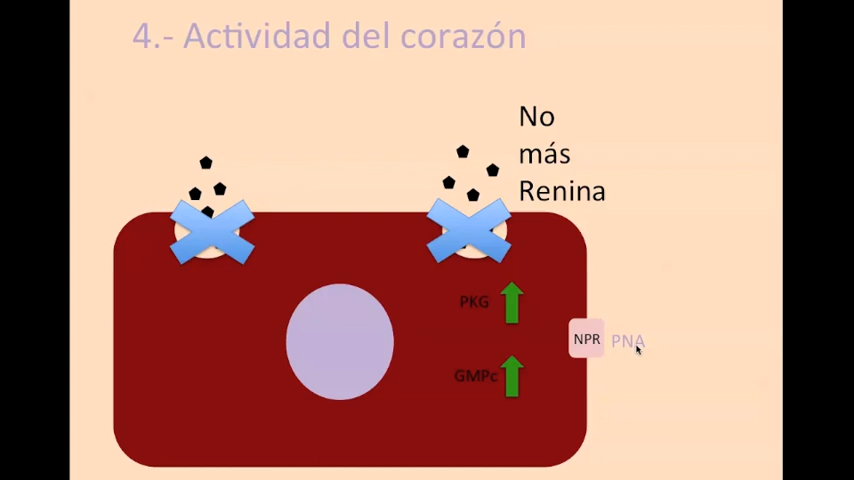 4.- Actividad del corazón
No
más
Renina
PKG
NPR
PNA
GMPc